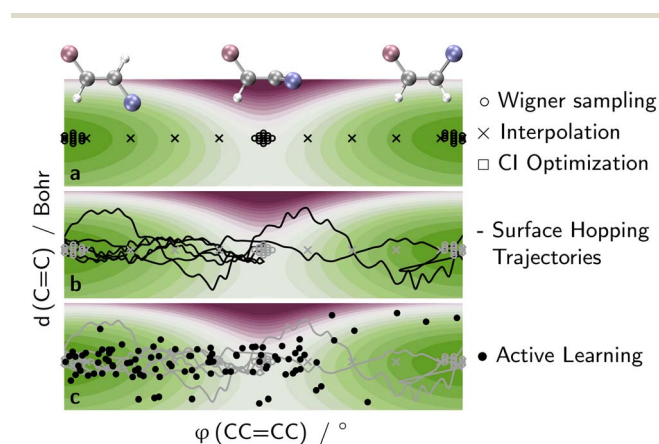 ○ Wigner sampling
× Interpolation
□ CI Optimization
a
- Surface Hopping
Trajectories
b
● Active Learning
c
d (C=C) / Bohr
φ (CC=CC) / °